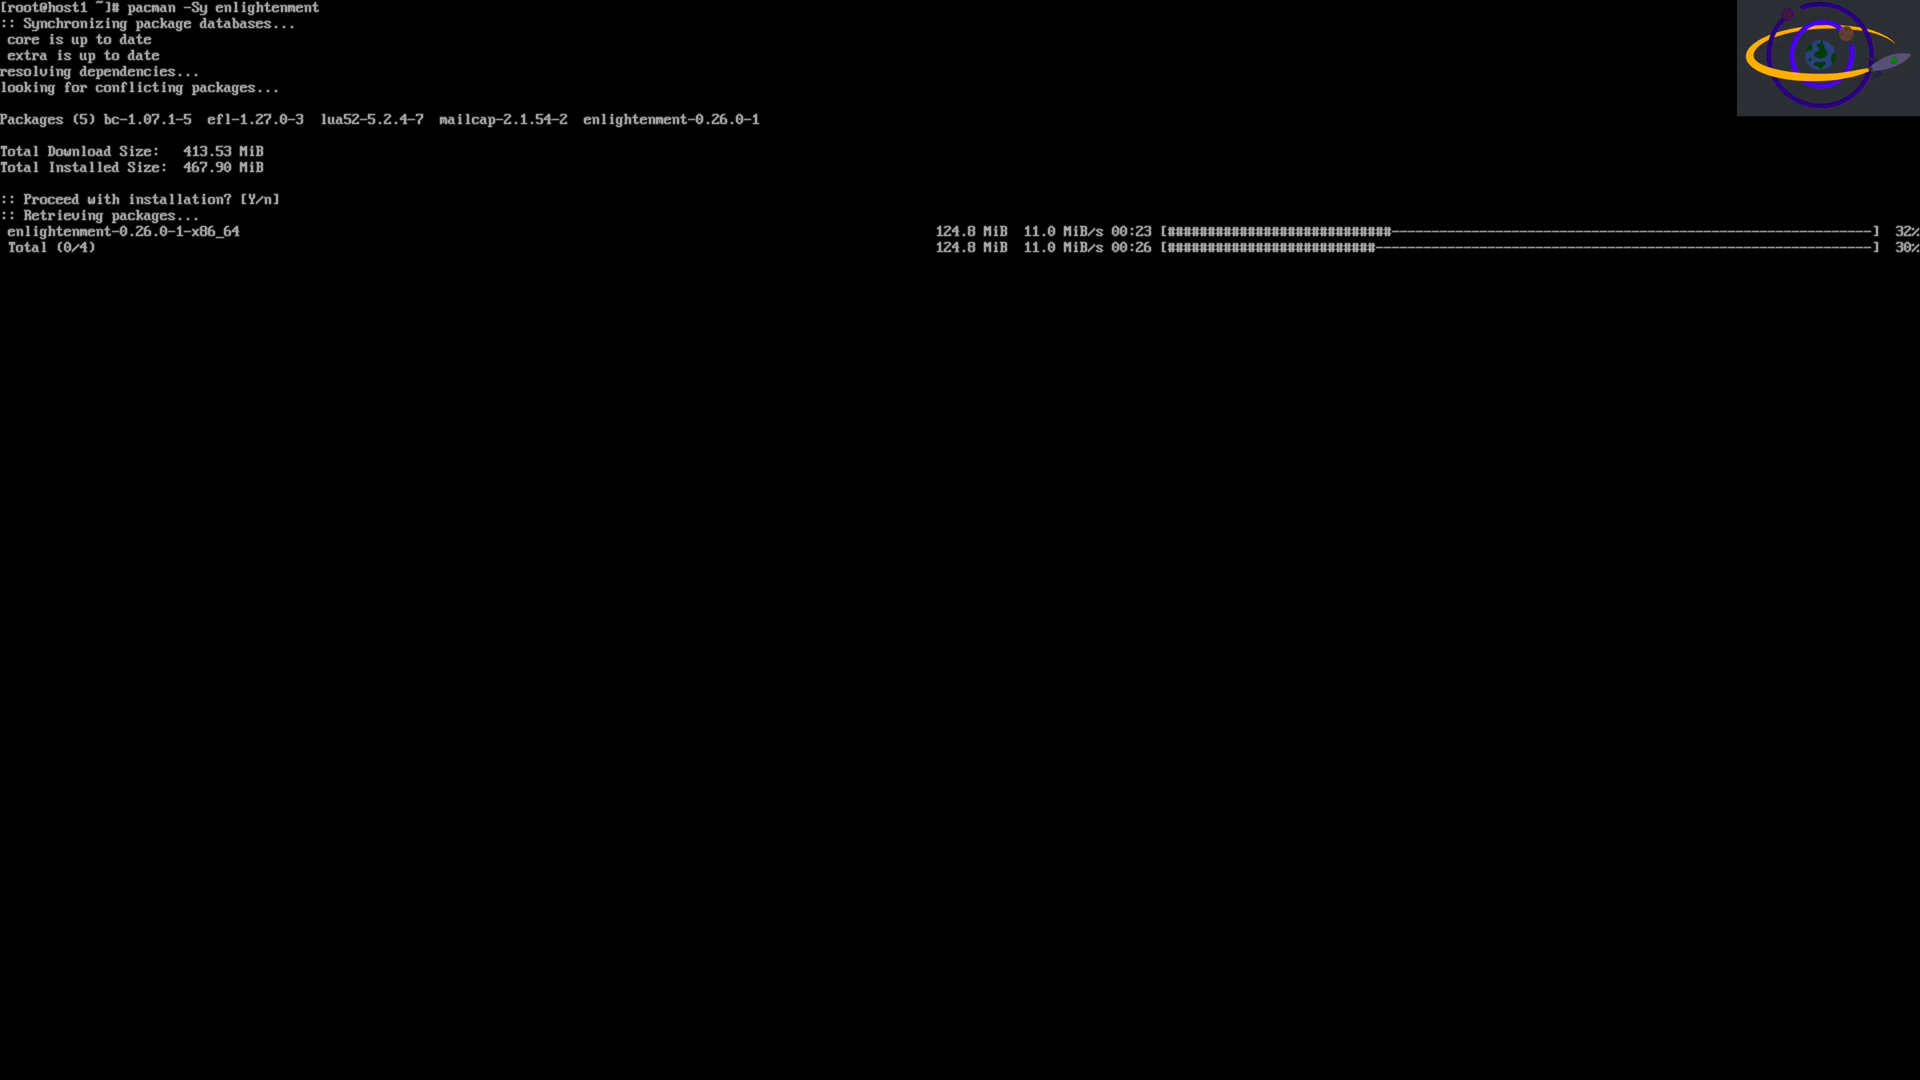 [root@host1 ~]# pacman -Sy enlightenment
:: Synchronizing package databases...
 core is up to date
 extra is up to date
resolving dependencies...
looking for conflicting packages...
Packages (5) bc-1.07.1-5  efl-1.27.0-3  lua52-5.2.4-7  mailcap-2.1.54-2  enlightenment-0.26.0-1
Total Download Size:   413.53 MiB
Total Installed Size:  467.90 MiB
:: Proceed with installation? [Y/n]
:: Retrieving packages...
 enlightenment-0.26.0-1-x86_64   124.8 MiB  11.0 MiB/s 00:23 [############################------------------------------------------------------------]  32%
 Total (0/4)   124.8 MiB  11.0 MiB/s 00:26 [##########################--------------------------------------------------------------]  30%